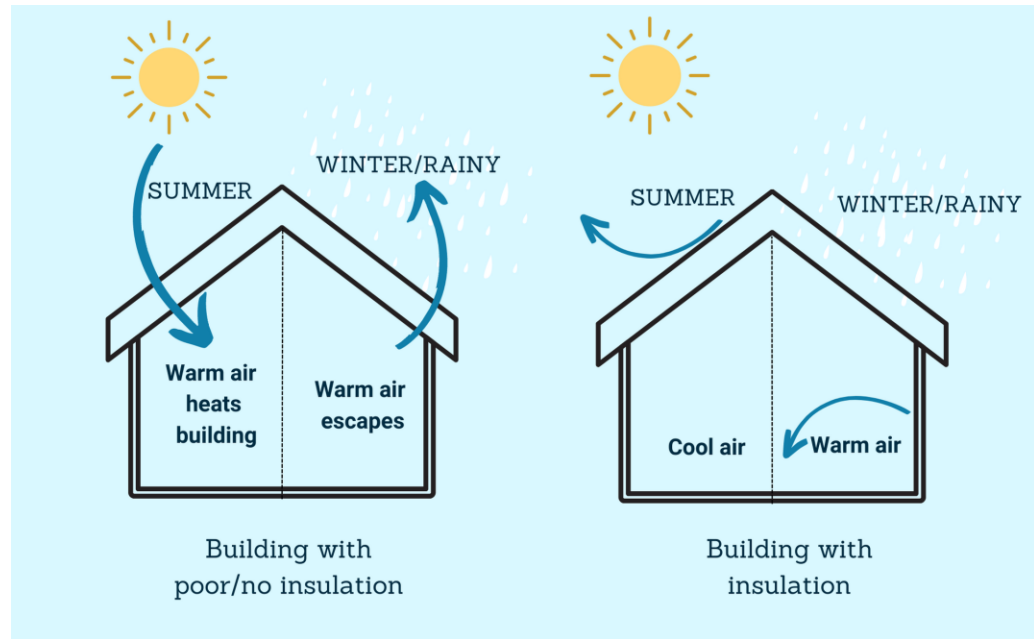 SUMMER
WINTER/RAINY
Warm air
heats
building
Warm air
escapes
Building with
poor/no insulation
SUMMER
WINTER/RAINY
Cool air
Warm air
Building with
insulation